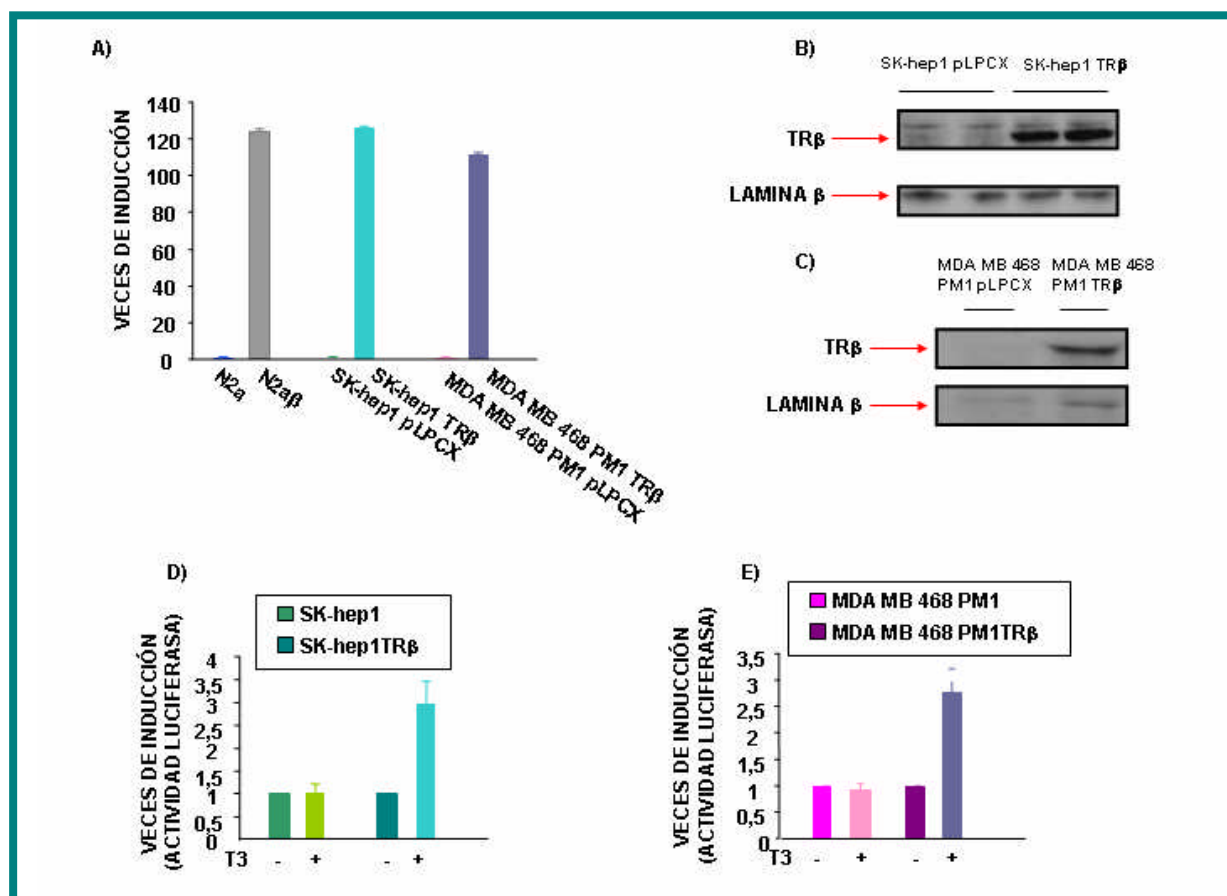 A)
VECES DE INDUCCIÓN
140
120
100
80
60
40
20
0
N2a
N2aβ
SK-hep1 pLPCX
SK-hep1 TRβ
MDA MB 468 PM1 pLPCX
MDA MB 468 PM1 TRβ
B)
SK-hep1 pLPCX SK-hep1 TRβ
TRβ
LAMINA β
C)
MDA MB 468 MDA MB 468
PM1 pLPCX PM1 TRβ
TRβ
LAMINA β
D)
SK-hep1
SK-hep1TRβ
VECES DE INDUCCIÓN
(ACTIVIDAD LUCIFERASA)
4
3,5
3
2,5
2
1,5
1
0,5
0
T3 - + - +
E)
MDA MB 468 PM1
MDA MB 468 PM1TRβ
VECES DE INDUCCIÓN
(ACTIVIDAD LUCIFERASA)
3,5
3
2,5
2
1,5
1
0,5
0
T3 - + - +